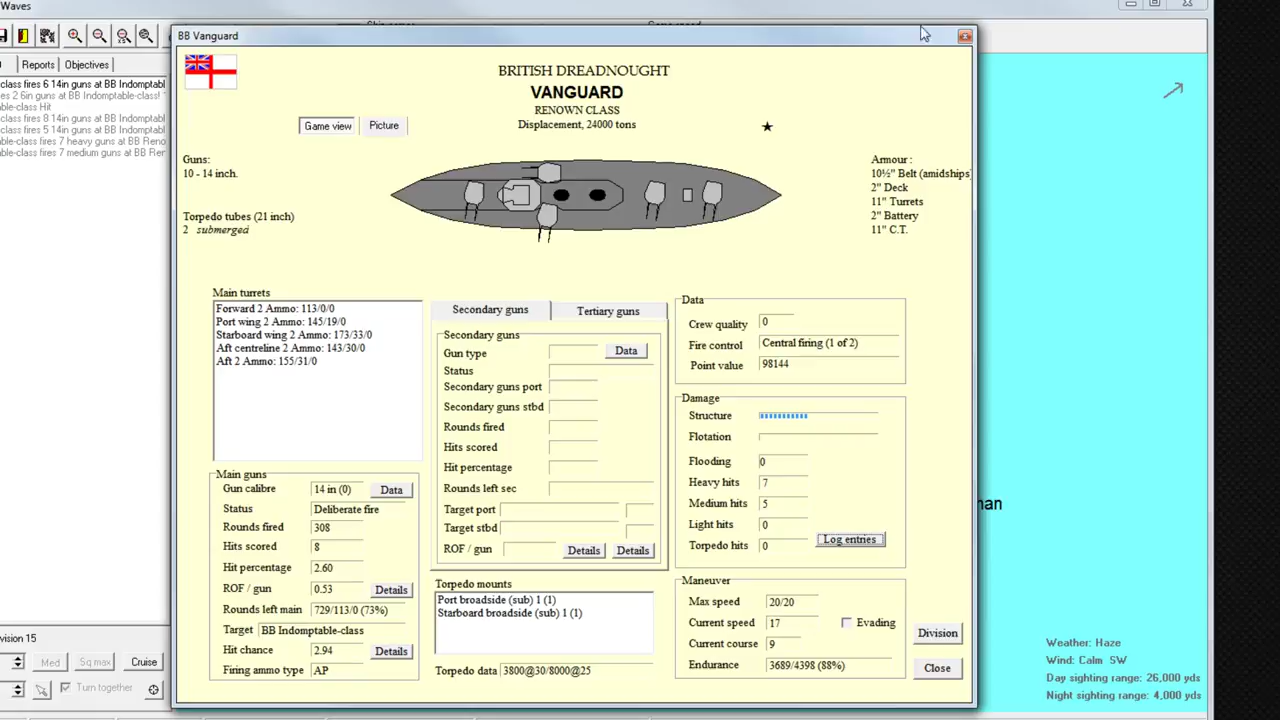 Waves
BB Vanguard
Reports
Objectives
class fires 6 14in guns at BB Indomptabl
es 2 6in guns at BB Indomptable-class!
ble-class Hit
class fires 8 14in guns at BB Indomptabl
class fires 5 14in guns at BB Indomptabl
ble-class fires 7 heavy guns at BB Reno
ble-class fires 7 medium guns at BB Ren
BRITISH DREADNOUGHT
VANGUARD
RENOWN CLASS
Displacement, 24000 tons
Game view
Picture
Guns:
10 - 14 inch.
Torpedo tubes (21 inch)
2 submerged
Armour :
10½" Belt (amidships)
2" Deck
11" Turrets
2" Battery
11" C.T.
Main turrets
Forward 2 Ammo: 113/0/0
Port wing 2 Ammo: 145/19/0
Starboard wing 2 Ammo: 173/33/0
Aft centreline 2 Ammo: 143/30/0
Aft 2 Ammo: 155/31/0
Main guns
Gun calibre 14 in (0) Data
Status Deliberate fire
Rounds fired 308
Hits scored 8
Hit percentage 2.60
ROF / gun 0.53 Details
Rounds left main 729/113/0 (73%)
Target BB Indomptable-class
Hit chance 2.94 Details
Firing ammo type AP
Secondary guns
Tertiary guns
Secondary guns
Gun type Data
Status
Secondary guns port
Secondary guns stbd
Rounds fired
Hits scored
Hit percentage
Rounds left sec
Target port
Target stbd
ROF / gun Details Details
Torpedo mounts
Port broadside (sub) 1 (1)
Starboard broadside (sub) 1 (1)
Torpedo data 3800@30/8000@25
Data
Crew quality 0
Fire control Central firing (1 of 2)
Point value 98144
Damage
Structure
Flotation
Flooding 0
Heavy hits 7
Medium hits 5
Light hits 0
Torpedo hits 0 Log entries
Maneuver
Max speed 20/20
Current speed 17 Evading
Current course 9
Endurance 3689/4398 (88%)
Division
Close
vision 15
Med
Sq max
Cruise
Turn together
man
Weather: Haze
Wind: Calm SW
Day sighting range: 26,000 yds
Night sighting range: 4,000 yds